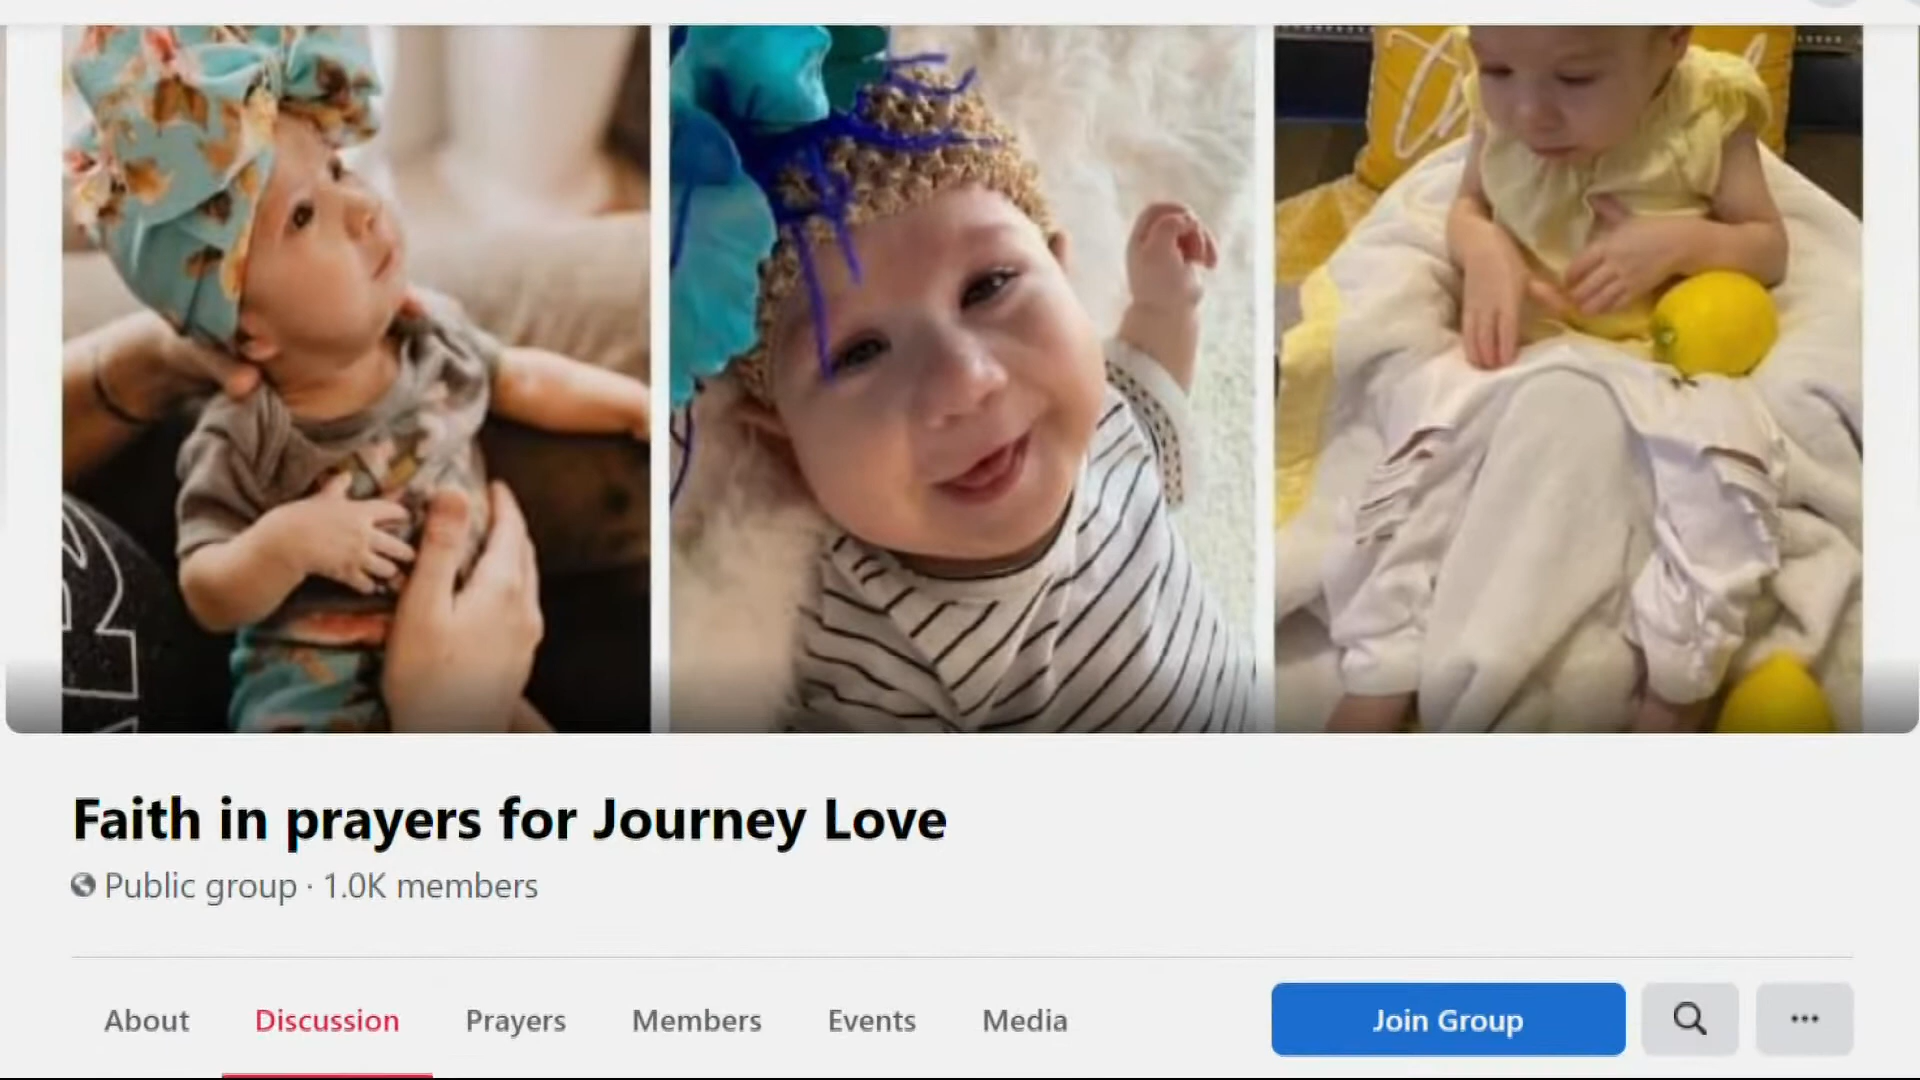 Faith in prayers for Journey Love
Public group · 1.0K members
About Discussion Prayers Members Events Media Join Group